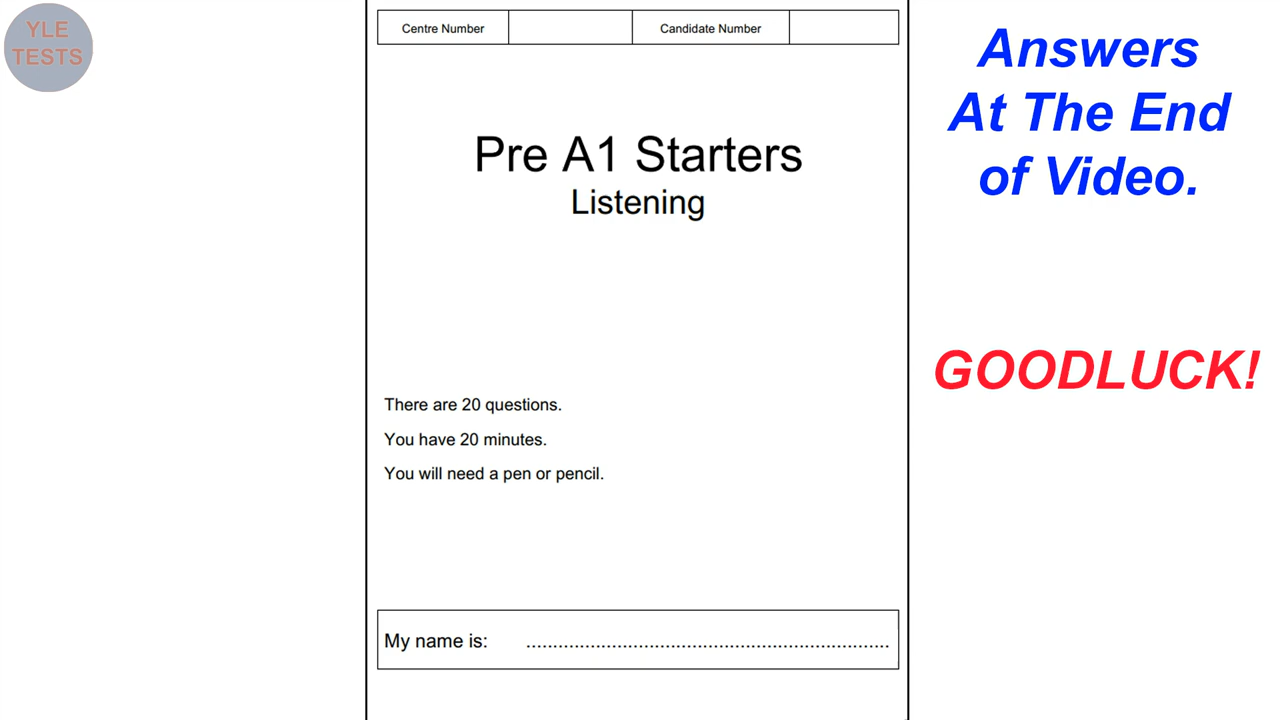 YLE
TESTS
Centre Number
Candidate Number
Pre A1 Starters
Listening
There are 20 questions.
You have 20 minutes.
You will need a pen or pencil.
My name is: .....................................................................
Answers
At The End
of Video.
GOODLUCK!